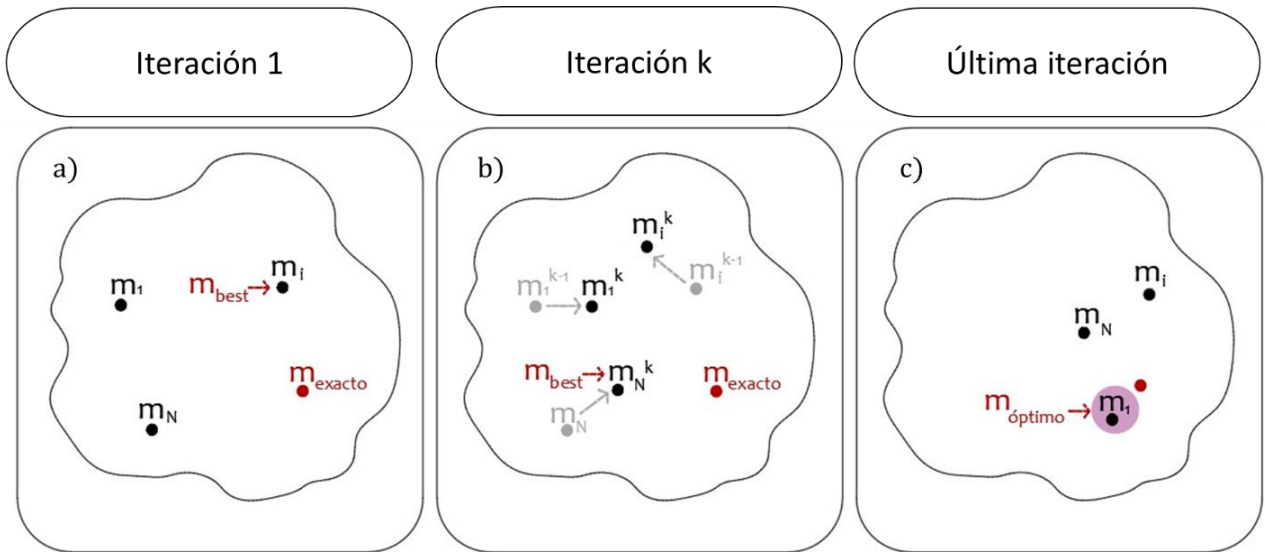 Iteración 1
Iteración k
Última iteración
a)
m₁
m_best
m_i
m_exacto
m_N
b)
m_i^k
m_i^k-1
m₁^k-1
m₁^k
m_best
m_N^k
m_exacto
m_N
c)
m_i
m_N
m_óptimo
m₁